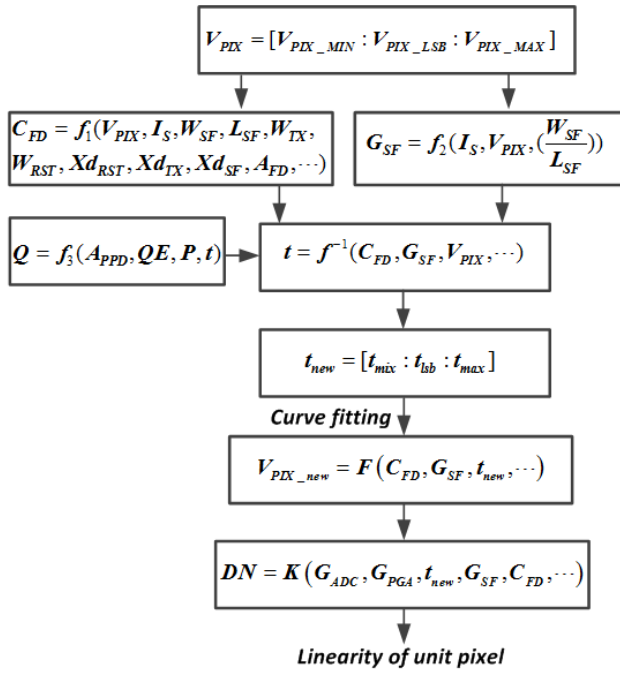 V_PIX = [V_PIX_MIN : V_PIX_LSB : V_PIX_MAX]
C_FD = f_1(V_PIX, I_S, W_SF, L_SF, W_TX,
W_RST, Xd_RST, Xd_TX, Xd_SF, A_FD, ⋯)
G_SF = f_2(I_S, V_PIX, (W_SF/L_SF))
Q = f_3(A_PPD, QE, P, t)
t = f^{-1}(C_FD, G_SF, V_PIX, ⋯)
t_new = [t_mix : t_lsb : t_max]
Curve fitting
V_PIX_new = F(C_FD, G_SF, t_new, ⋯)
DN = K(G_ADC, G_PGA, t_new, G_SF, C_FD, ⋯)
Linearity of unit pixel